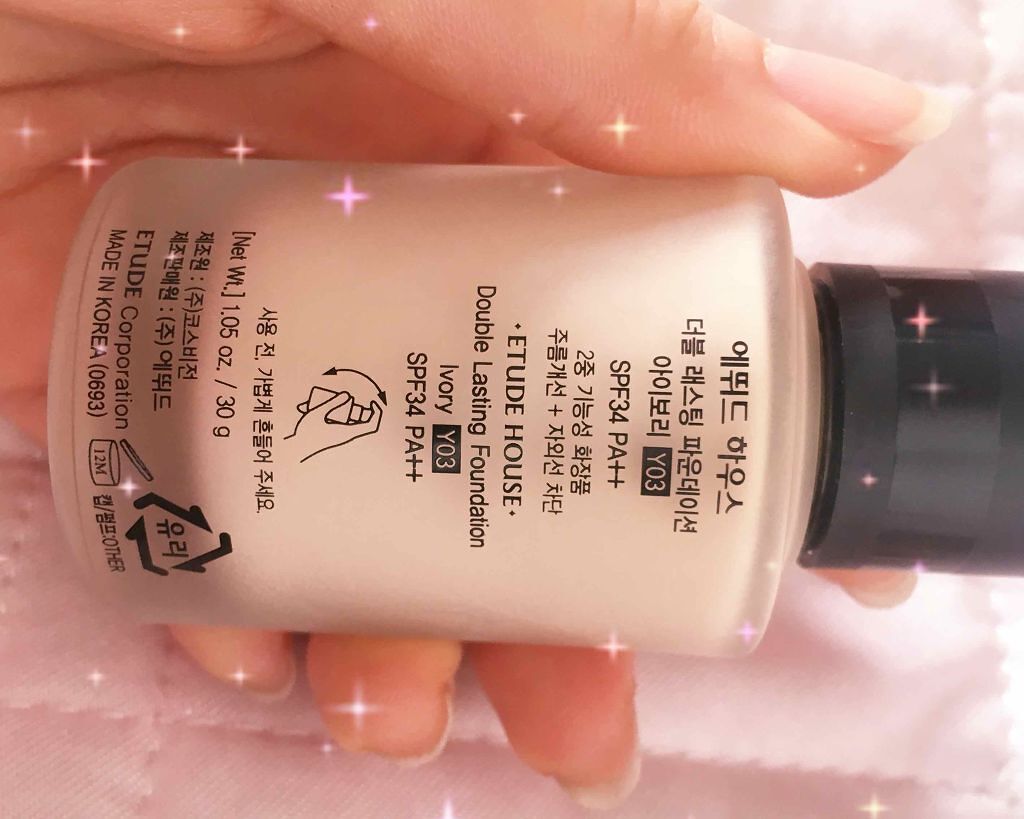 에뛰드 하우스
더블 래스팅 파운데이션
아이보리 Y03
SPF34 PA++
2중 기능성 화장품
주름개선 + 자외선 차단
• ETUDE HOUSE •
Double Lasting Foundation
Ivory Y03
SPF34 PA++
사용 전, 가볍게 흔들어 주세요.
[Net Wt.] 1.05 oz. / 30 g
제조원 : (주)코스비전
제조판매원 : (주)에뛰드
ETUDE Corporation
MADE IN KOREA (0693)
12M
유리
캡/펌프:OTHER